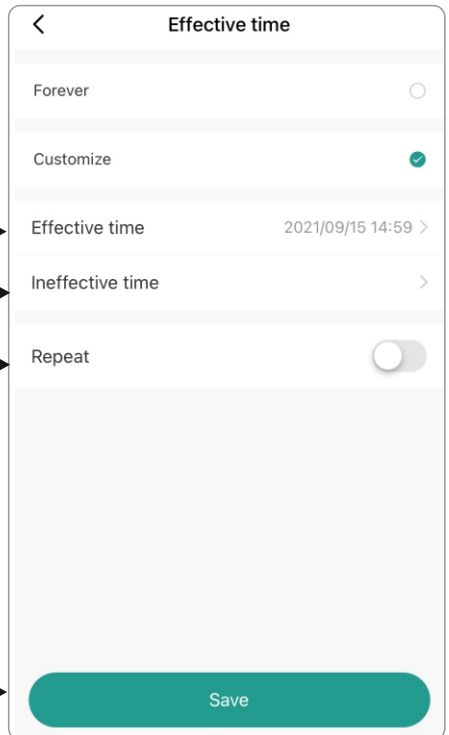 Effective time
Forever
Customize
Effective time 2021/09/15 14:59
Ineffective time
Repeat
Save